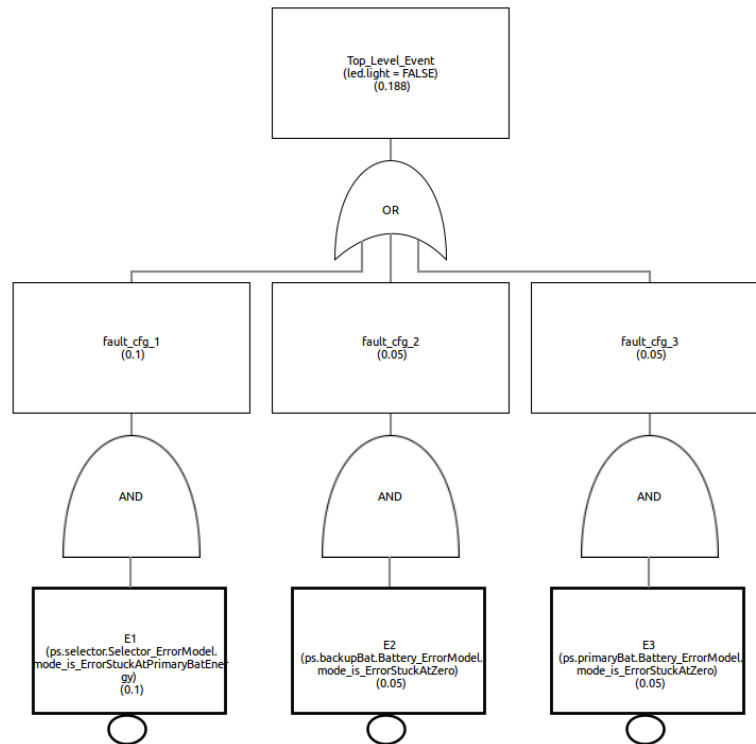 Top_Level_Event
(led.light = FALSE)
(0.188)
OR
fault_cfg_1
(0.1)
fault_cfg_2
(0.05)
fault_cfg_3
(0.05)
AND
AND
AND
E1
(ps.selector.Selector_ErrorModel.
mode_is_ErrorStuckAtPrimaryBatEner
gy)
(0.1)
E2
(ps.backupBat.Battery_ErrorModel.
mode_is_ErrorStuckAtZero)
(0.05)
E3
(ps.primaryBat.Battery_ErrorModel.
mode_is_ErrorStuckAtZero)
(0.05)